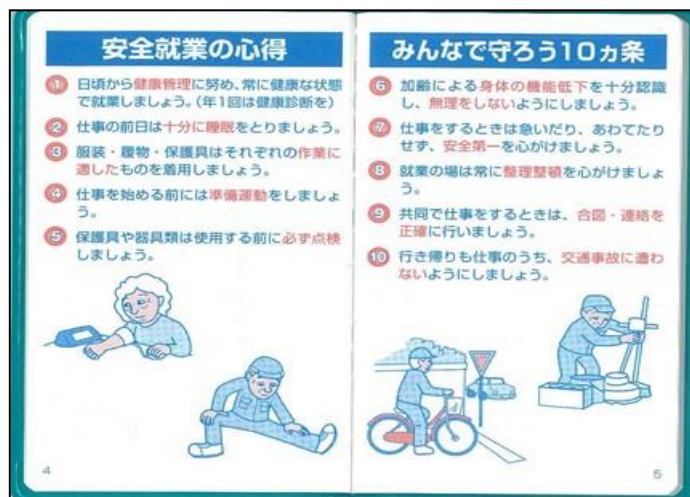 安全就業の心得
① 日頃から健康管理に努め、常に健康な状態
で就業しましょう。(年1回は健康診断を)
② 仕事の前日は十分に睡眠をとりましょう。
③ 服装・履物・保護具はそれぞれの作業に
適したものを着用しましょう。
④ 仕事を始める前には準備運動をしましょ
う。
⑤ 保護具や器具類は使用する前に必ず点検
しましょう。
4
みんなで守ろう10ヵ条
⑥ 加齢による身体の機能低下を十分認識
し、無理をしないようにしましょう。
⑦ 仕事をするときは急いだり、あわてたり
せず、安全第一を心がけましょう。
⑧ 就業の場は常に整理整頓を心がけましょ
う。
⑨ 共同で仕事をするときは、合図・連絡を
正確に行いましょう。
⑩ 行き帰りも仕事のうち、交通事故に遭わ
ないようにしましょう。
5